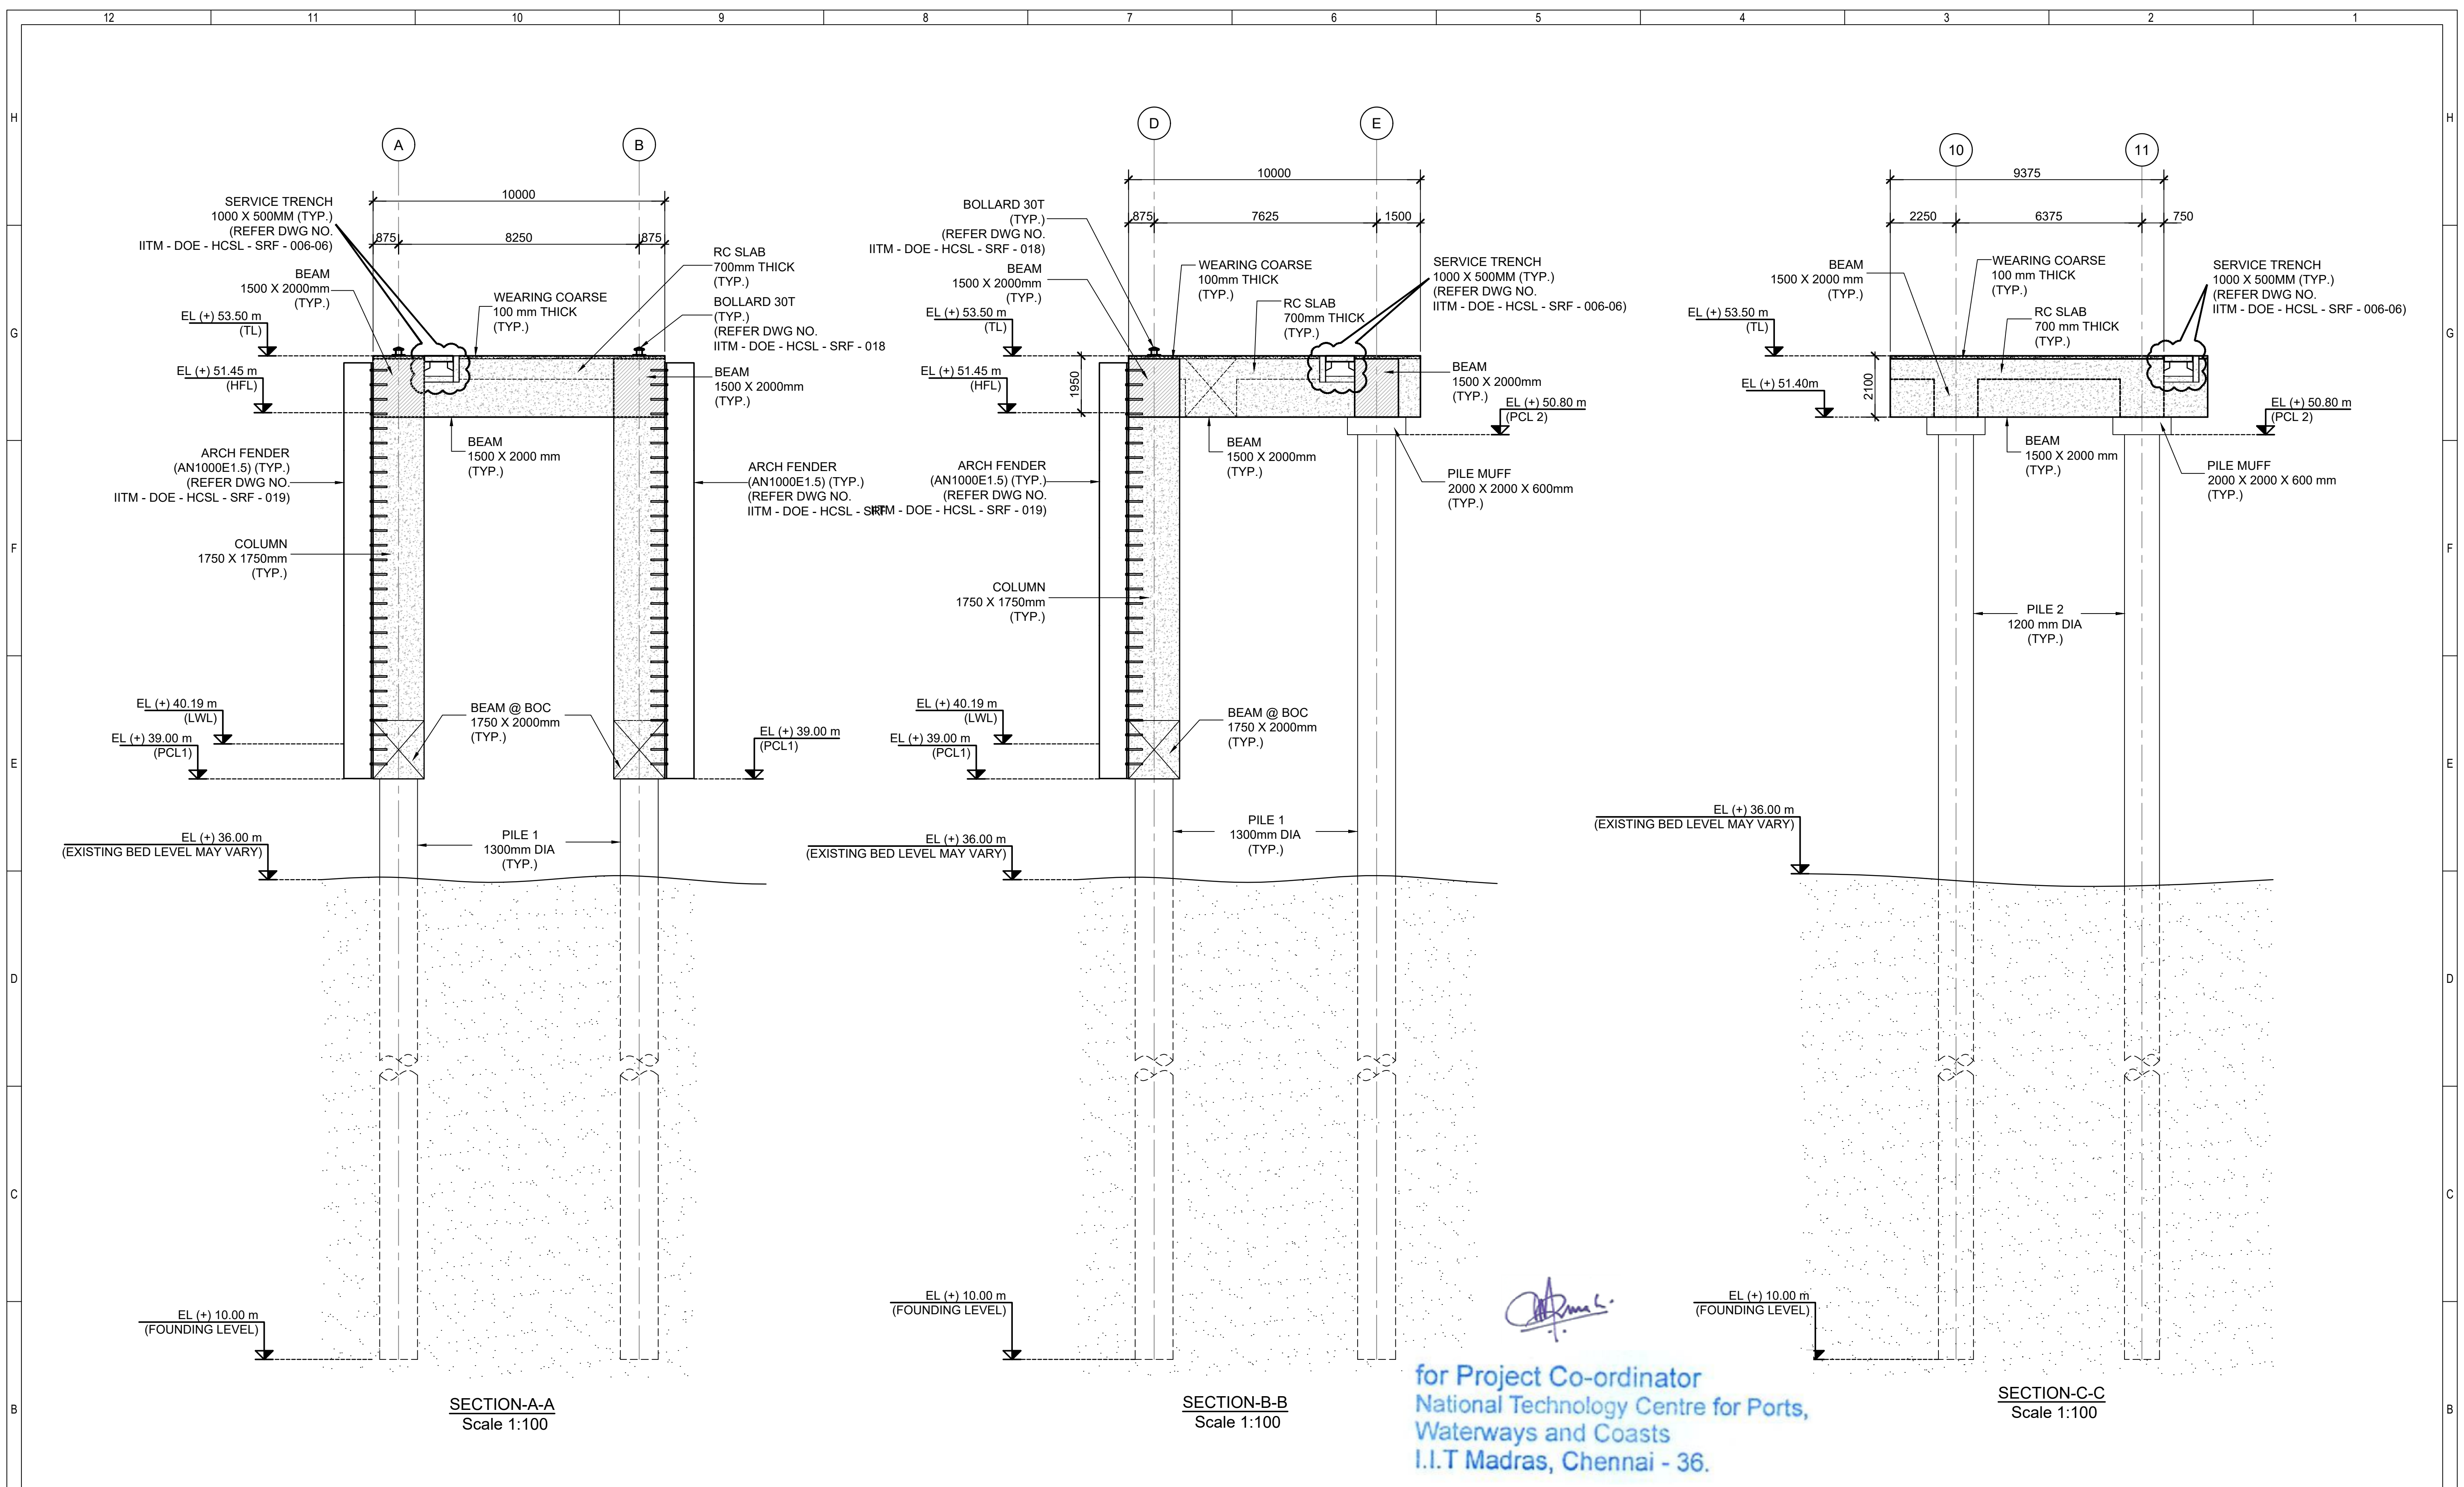 12 11 10 9 8 7 6 5 4 3 2 1
H
G
F
E
D
C
B
A
B
10000
875
8250
875
SERVICE TRENCH
1000 X 500MM (TYP.)
(REFER DWG NO.
IITM - DOE - HCSL - SRF - 006-06)
BEAM
1500 X 2000mm
(TYP.)
EL (+) 53.50 m
(TL)
EL (+) 51.45 m
(HFL)
WEARING COARSE
100 mm THICK
(TYP.)
RC SLAB
700mm THICK
(TYP.)
BOLLARD 30T
(TYP.)
(REFER DWG NO.
IITM - DOE - HCSL - SRF - 018
BEAM
1500 X 2000mm
(TYP.)
BEAM
1500 X 2000 mm
(TYP.)
ARCH FENDER
(AN1000E1.5) (TYP.)
(REFER DWG NO.
IITM - DOE - HCSL - SRF - 019)
ARCH FENDER
(AN1000E1.5) (TYP.)
(REFER DWG NO.
IITM - DOE - HCSL - SRF
COLUMN
1750 X 1750mm
(TYP.)
EL (+) 40.19 m
(LWL)
EL (+) 39.00 m
(PCL1)
BEAM @ BOC
1750 X 2000mm
(TYP.)
EL (+) 39.00 m
(PCL1)
EL (+) 36.00 m
(EXISTING BED LEVEL MAY VARY)
PILE 1
1300mm DIA
(TYP.)
EL (+) 10.00 m
(FOUNDING LEVEL)
SECTION-A-A
Scale 1:100
D
E
10000
875
7625
1500
BOLLARD 30T
(TYP.)
(REFER DWG NO.
IITM - DOE - HCSL - SRF - 018)
BEAM
1500 X 2000mm
(TYP.)
EL (+) 53.50 m
(TL)
EL (+) 51.45 m
(HFL)
1950
WEARING COARSE
100mm THICK
(TYP.)
RC SLAB
700mm THICK
(TYP.)
SERVICE TRENCH
1000 X 500MM (TYP.)
(REFER DWG NO.
IITM - DOE - HCSL - SRF - 006-06)
BEAM
1500 X 2000mm
(TYP.)
EL (+) 50.80 m
(PCL 2)
BEAM
1500 X 2000mm
(TYP.)
PILE MUFF
2000 X 2000 X 600mm
(TYP.)
ARCH FENDER
(AN1000E1.5) (TYP.)
(REFER DWG NO.
IITM - DOE - HCSL - SRF - 019)
COLUMN
1750 X 1750mm
(TYP.)
EL (+) 40.19 m
(LWL)
EL (+) 39.00 m
(PCL1)
BEAM @ BOC
1750 X 2000mm
(TYP.)
EL (+) 36.00 m
(EXISTING BED LEVEL MAY VARY)
PILE 1
1300mm DIA
(TYP.)
EL (+) 10.00 m
(FOUNDING LEVEL)
SECTION-B-B
Scale 1:100
10
11
9375
2250
6375
750
BEAM
1500 X 2000 mm
(TYP.)
EL (+) 53.50 m
(TL)
EL (+) 51.40m
2100
WEARING COARSE
100 mm THICK
(TYP.)
RC SLAB
700 mm THICK
(TYP.)
SERVICE TRENCH
1000 X 500MM (TYP.)
(REFER DWG NO.
IITM - DOE - HCSL - SRF - 006-06)
EL (+) 50.80 m
(PCL 2)
BEAM
1500 X 2000 mm
(TYP.)
PILE MUFF
2000 X 2000 X 600 mm
(TYP.)
PILE 2
1200 mm DIA
(TYP.)
EL (+) 36.00 m
(EXISTING BED LEVEL MAY VARY)
EL (+) 10.00 m
(FOUNDING LEVEL)
SECTION-C-C
Scale 1:100
for Project Co-ordinator
National Technology Centre for Ports,
Waterways and Coasts
I.I.T Madras, Chennai - 36.
H
G
F
E
D
C
B